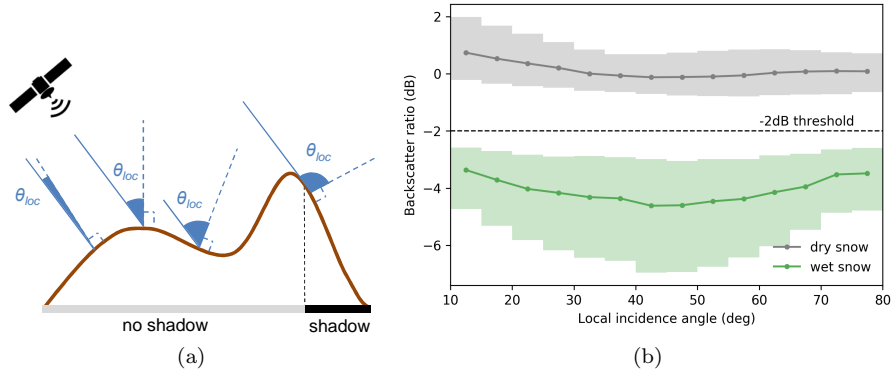 θloc
θloc
θloc
θloc
no shadow
shadow
(a)
Backscatter ratio (dB)
2
0
−2
−4
−6
-2dB threshold
dry snow
wet snow
10
20
30
40
50
60
70
80
Local incidence angle (deg)
(b)